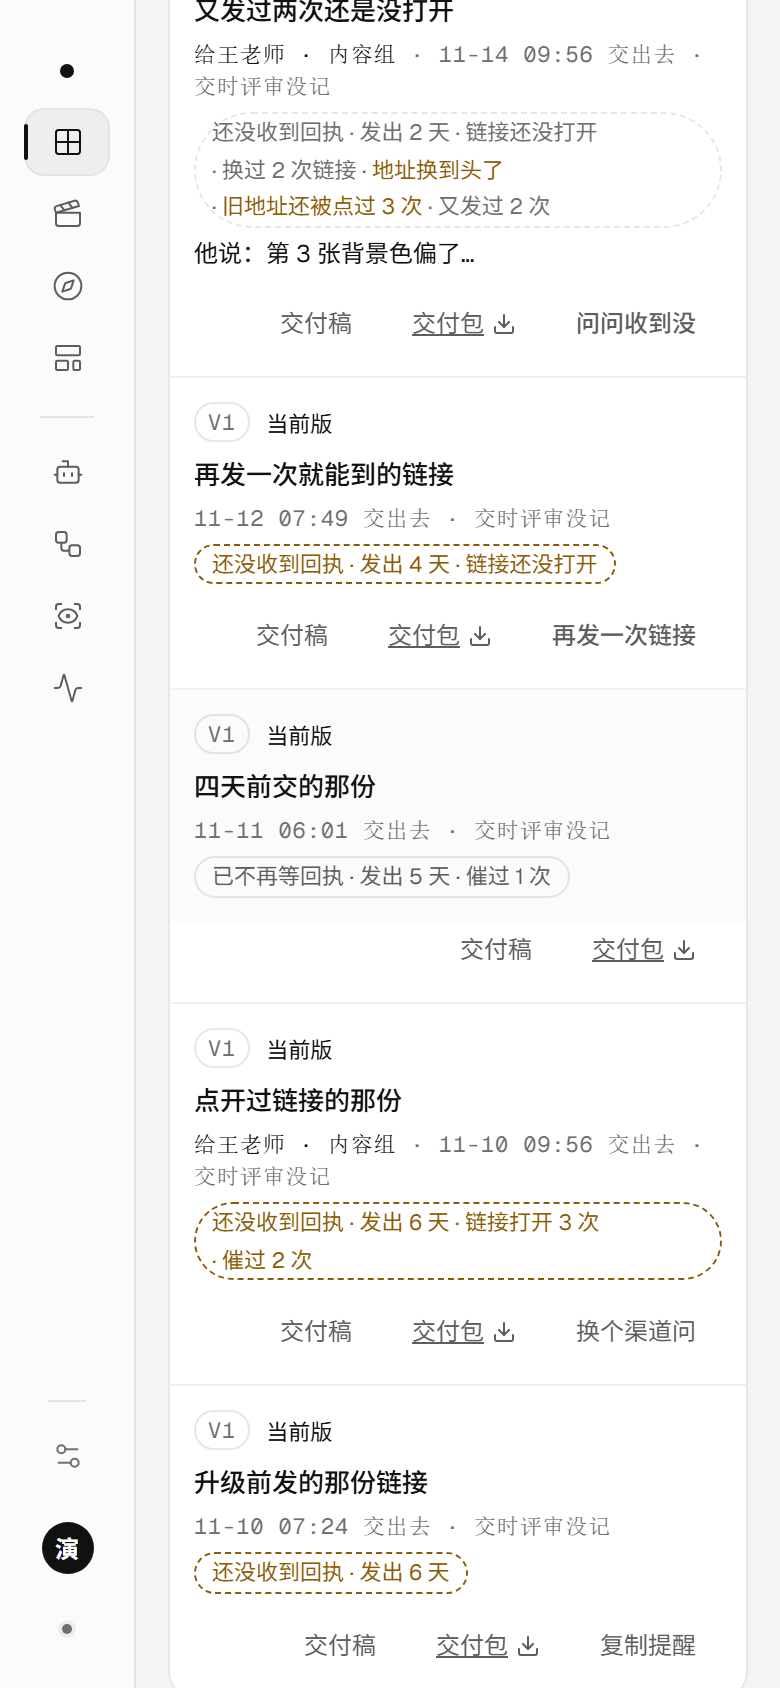 又发过两次还是没打开
给王老师 · 内容组 · 11-14 09:56 交出去 ·
交时评审没记
还没收到回执 · 发出 2 天 · 链接还没打开
· 换过 2 次链接 · 地址换到头了
· 旧地址还被点过 3 次 · 又发过 2 次
他说：第 3 张背景色偏了…
交付稿 交付包 问问收到没
V1 当前版
再发一次就能到的链接
11-12 07:49 交出去 · 交时评审没记
还没收到回执 · 发出 4 天 · 链接还没打开
交付稿 交付包 再发一次链接
V1 当前版
四天前交的那份
11-11 06:01 交出去 · 交时评审没记
已不再等回执 · 发出 5 天 · 催过 1 次
交付稿 交付包
V1 当前版
点开过链接的那份
给王老师 · 内容组 · 11-10 09:56 交出去 ·
交时评审没记
还没收到回执 · 发出 6 天 · 链接打开 3 次
· 催过 2 次
交付稿 交付包 换个渠道问
V1 当前版
升级前发的那份链接
11-10 07:24 交出去 · 交时评审没记
还没收到回执 · 发出 6 天
交付稿 交付包 复制提醒
演